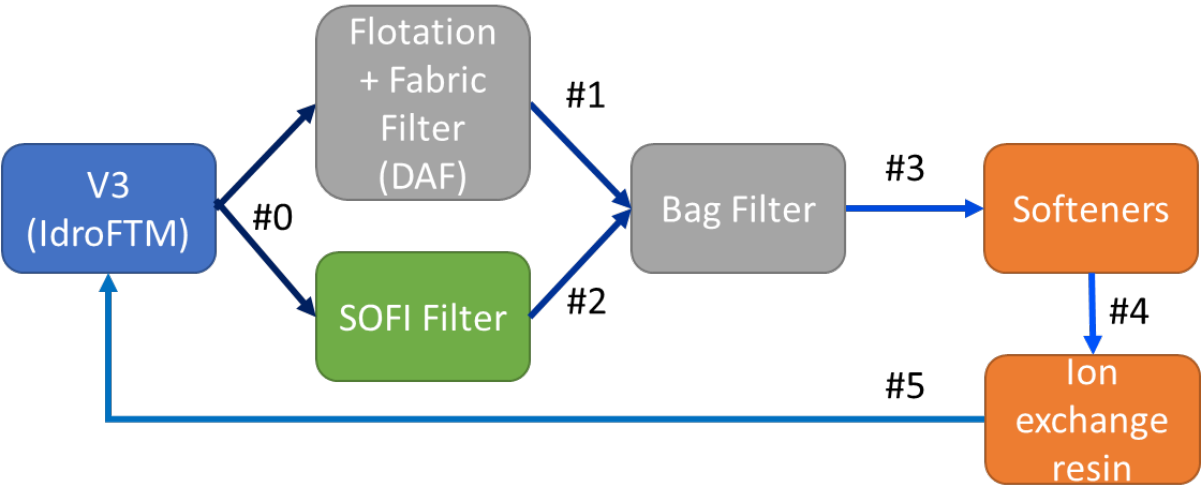 Flotation
+ Fabric
Filter
(DAF)
#1
V3
(IdroFTM)
#0
SOFI Filter
#2
Bag Filter
#3
Softeners
#4
Ion
exchange
resin
#5